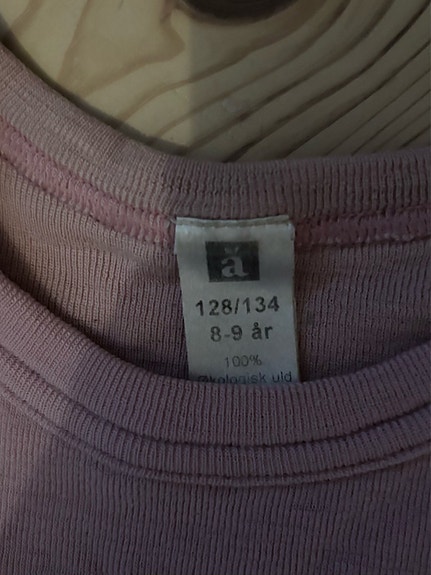 ă
128/134
8-9 år
100%
økologisk uld